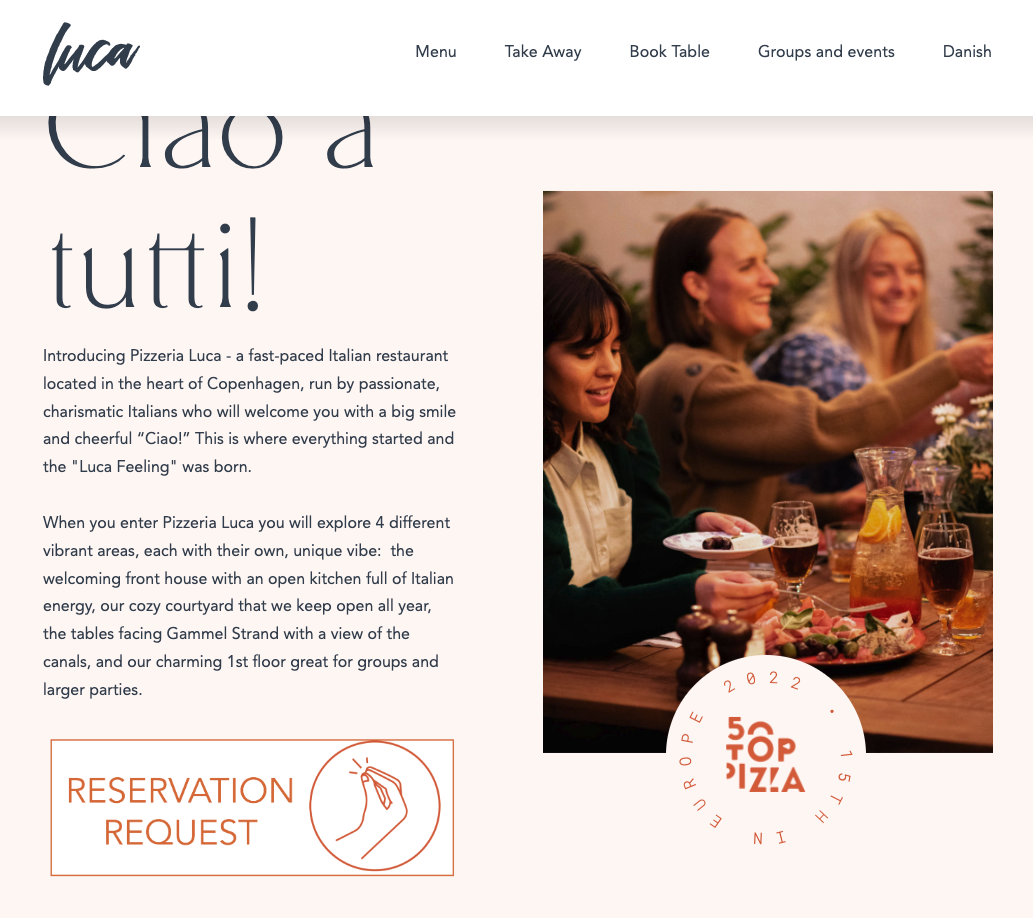 luca
Menu
Take Away
Book Table
Groups and events
Danish
Ciao a
tutti!
Introducing Pizzeria Luca - a fast-paced Italian restaurant
located in the heart of Copenhagen, run by passionate,
charismatic Italians who will welcome you with a big smile
and cheerful “Ciao!” This is where everything started and
the "Luca Feeling" was born.
When you enter Pizzeria Luca you will explore 4 different
vibrant areas, each with their own, unique vibe:  the
welcoming front house with an open kitchen full of Italian
energy, our cozy courtyard that we keep open all year,
the tables facing Gammel Strand with a view of the
canals, and our charming 1st floor great for groups and
larger parties.
RESERVATION
REQUEST
50
TOP
PIZZA
15TH IN EUROPE 2022 •